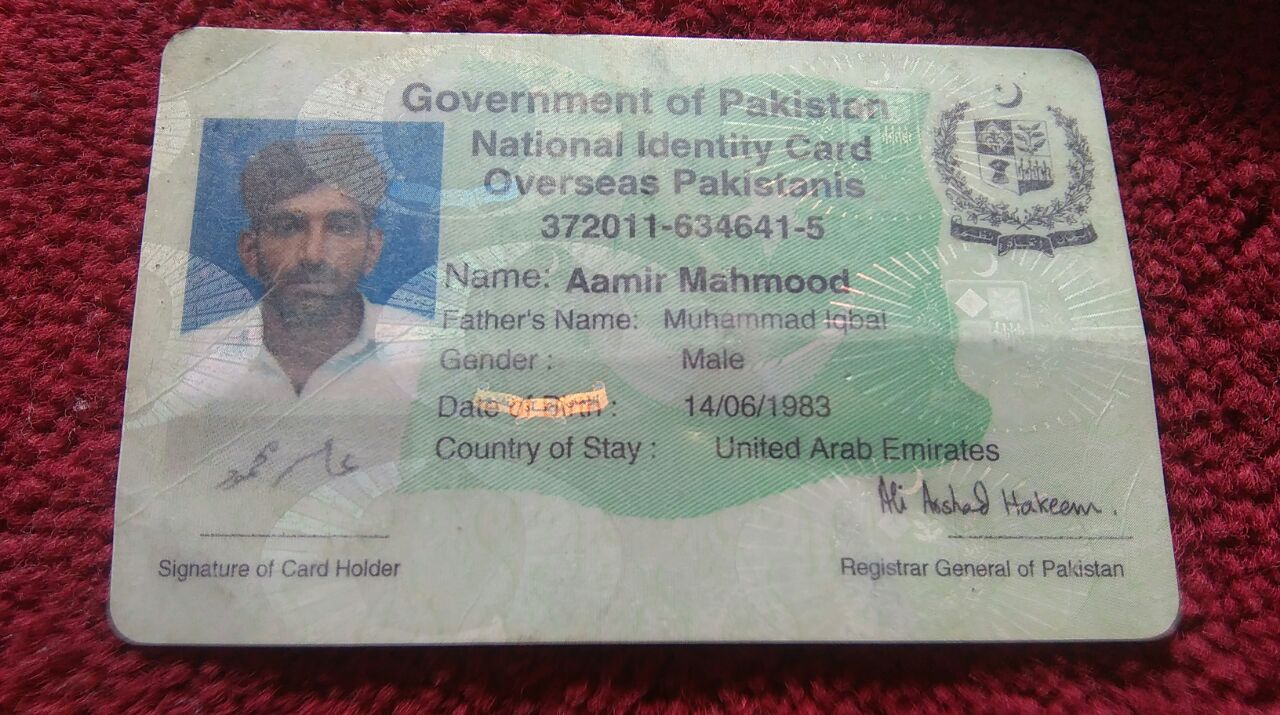 Government of Pakistan
National Identity Card
Overseas Pakistanis
372011-634641-5
Name: Aamir Mahmood
Father's Name: Muhammad Iqbal
Gender : Male
Date of Birth : 14/06/1983
Country of Stay : United Arab Emirates
عامر محمود
Ali Arshad Hakeem.
Signature of Card Holder
Registrar General of Pakistan